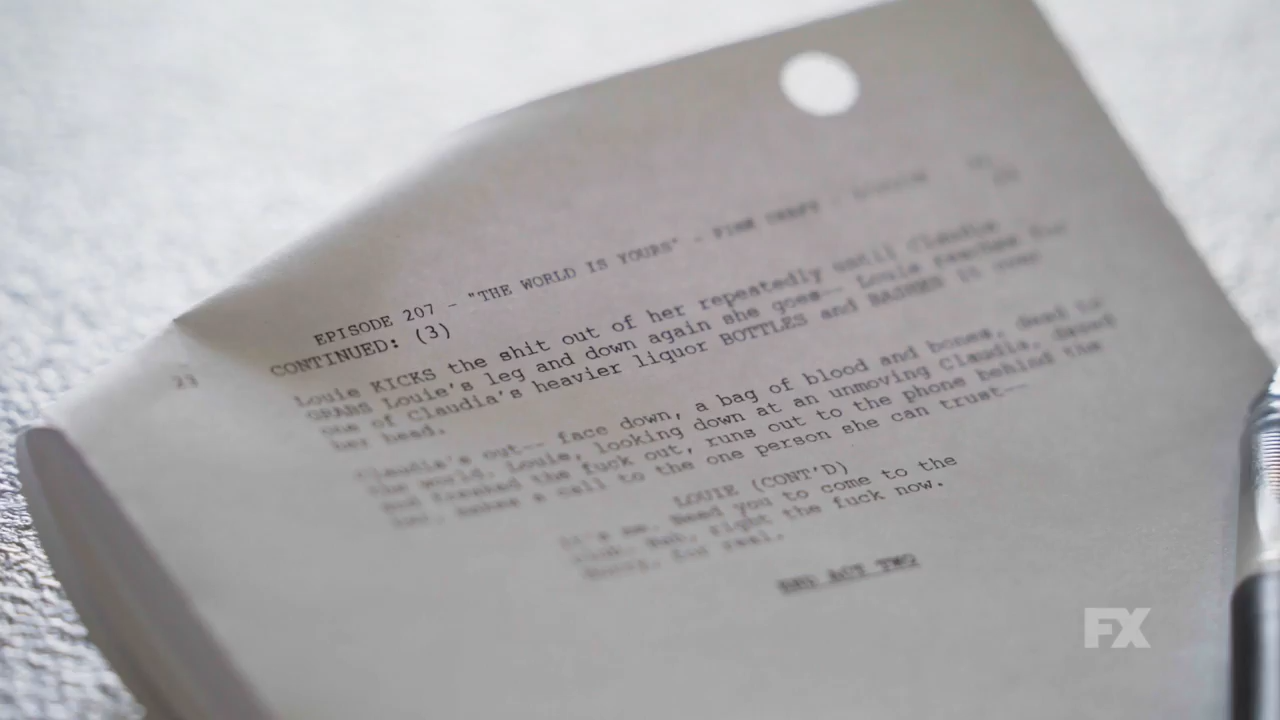 EPISODE 207 - "THE WORLD IS YOURS" - PINK DRAFT -
CONTINUED: (3)
23
Louie KICKS the shit out of her repeatedly until Claudia
GRABS Louie's leg and down again she goes-- Louie reaches for
one of Claudia's heavier liquor BOTTLES and BASHES it over
her head.
Claudia's out-- face down, a bag of blood and bones, dead to
the world. Louie, looking down at an unmoving Claudia, dazed
and freaked the fuck out, runs out to the phone behind the
bar, makes a call to the one person she can trust--
LOUIE (CONT'D)
It's me. Need you to come to the
club. Reh, right the fuck now.
Hurry, for real.
END ACT TWO
FX